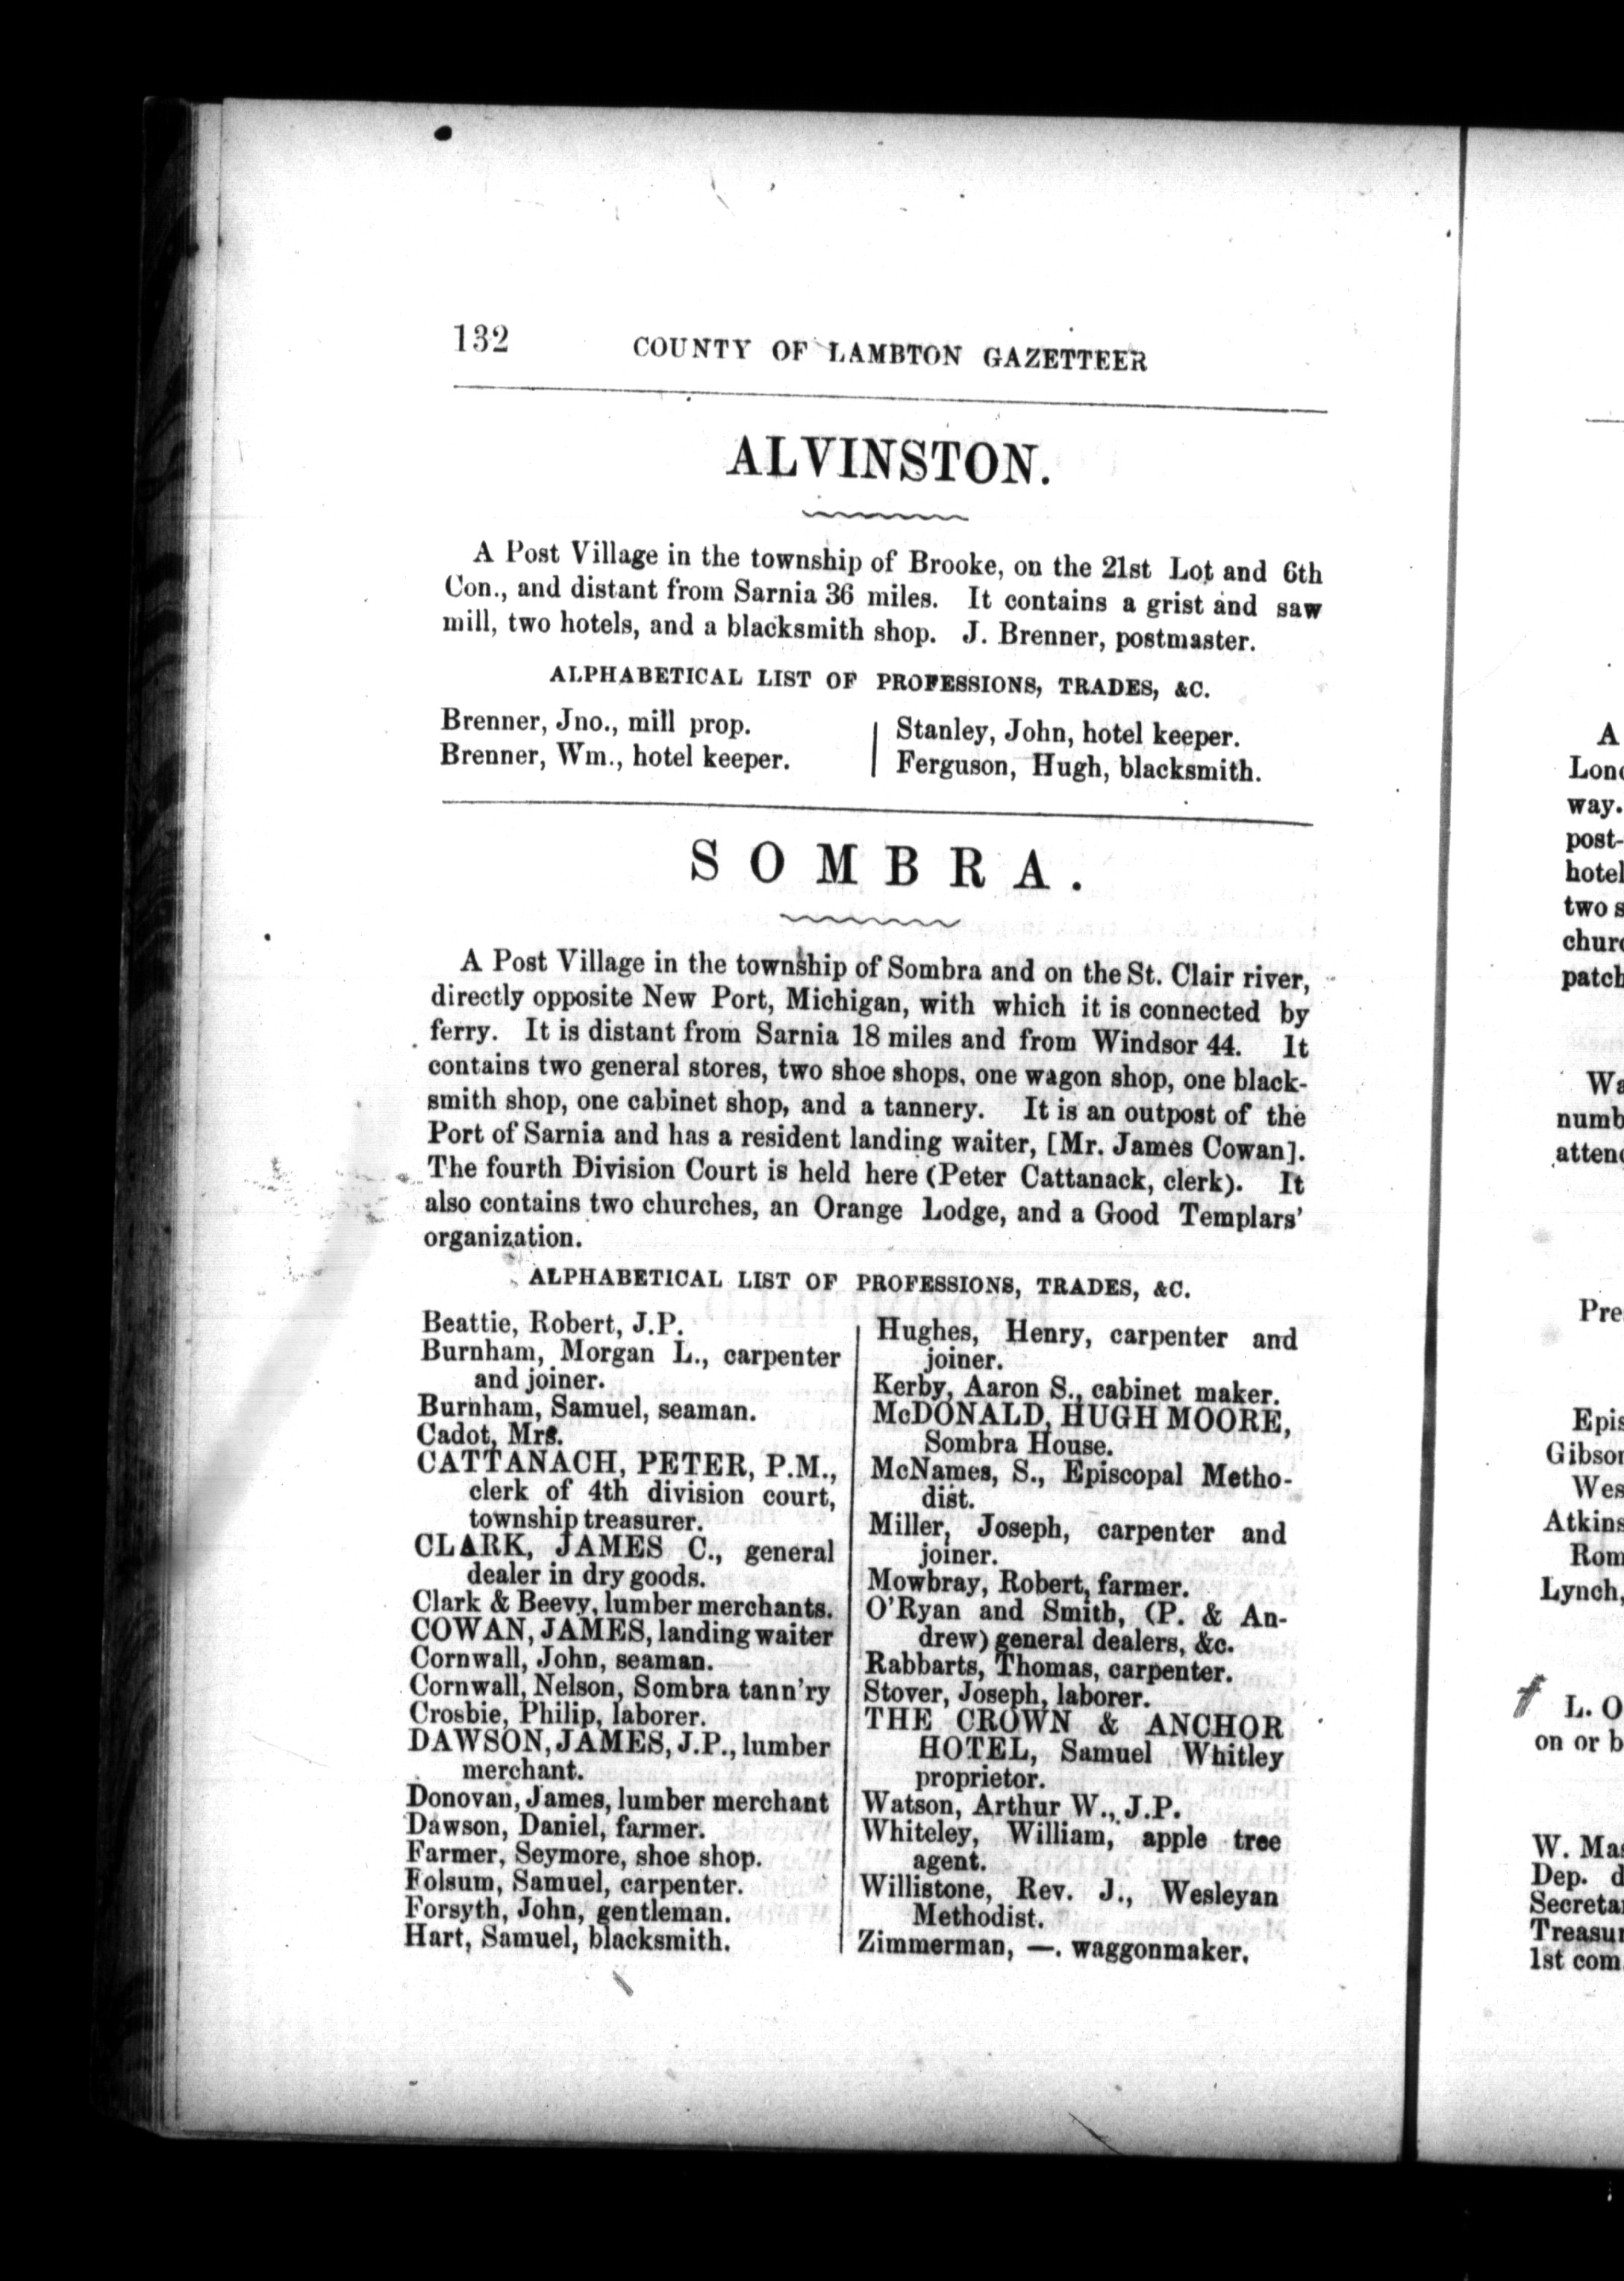 132 COUNTY OF LAMBTON GAZETTEER
ALVINSTON.
A Post Village in the township of Brooke, on the 21st Lot and 6th
Con., and distant from Sarnia 36 miles. It contains a grist and saw
mill, two hotels, and a blacksmith shop. J. Brenner, postmaster.
ALPHABETICAL LIST OF PROFESSIONS, TRADES, &C.
Brenner, Jno., mill prop.
Brenner, Wm., hotel keeper.
Stanley, John, hotel keeper.
Ferguson, Hugh, blacksmith.
SOMBRA.
A Post Village in the township of Sombra and on the St. Clair river,
directly opposite New Port, Michigan, with which it is connected by
ferry. It is distant from Sarnia 18 miles and from Windsor 44. It
contains two general stores, two shoe shops, one wagon shop, one black-
smith shop, one cabinet shop, and a tannery. It is an outpost of the
Port of Sarnia and has a resident landing waiter, [Mr. James Cowan].
The fourth Division Court is held here (Peter Cattanack, clerk). It
also contains two churches, an Orange Lodge, and a Good Templars'
organization.
ALPHABETICAL LIST OF PROFESSIONS, TRADES, &C.
Beattie, Robert, J.P.
Burnham, Morgan L., carpenter
and joiner.
Burnham, Samuel, seaman.
Cadot, Mrs.
CATTANACH, PETER, P.M.,
clerk of 4th division court,
township treasurer.
CLARK, JAMES C., general
dealer in dry goods.
Clark & Beevy, lumber merchants.
COWAN, JAMES, landing waiter
Cornwall, John, seaman.
Cornwall, Nelson, Sombra tann'ry
Crosbie, Philip, laborer.
DAWSON, JAMES, J.P., lumber
merchant.
Donovan, James, lumber merchant
Dawson, Daniel, farmer.
Farmer, Seymore, shoe shop.
Folsum, Samuel, carpenter.
Forsyth, John, gentleman.
Hart, Samuel, blacksmith.
Hughes, Henry, carpenter and
joiner.
Kerby, Aaron S., cabinet maker.
McDONALD, HUGH MOORE,
Sombra House.
McNames, S., Episcopal Metho-
dist.
Miller, Joseph, carpenter and
joiner.
Mowbray, Robert, farmer.
O'Ryan and Smith, (P. & An-
drew) general dealers, &c.
Rabbarts, Thomas, carpenter.
Stover, Joseph, laborer.
THE CROWN & ANCHOR
HOTEL, Samuel Whitley
proprietor.
Watson, Arthur W., J.P.
Whiteley, William, apple tree
agent.
Willistone, Rev. J., Wesleyan
Methodist.
Zimmerman, —. waggonmaker.
A
way.
post-
hotel
two
Gibson
Wes
Atkins
Rom
Lynch,
L. O
on or b
W. Mas
Dep. d
1st com